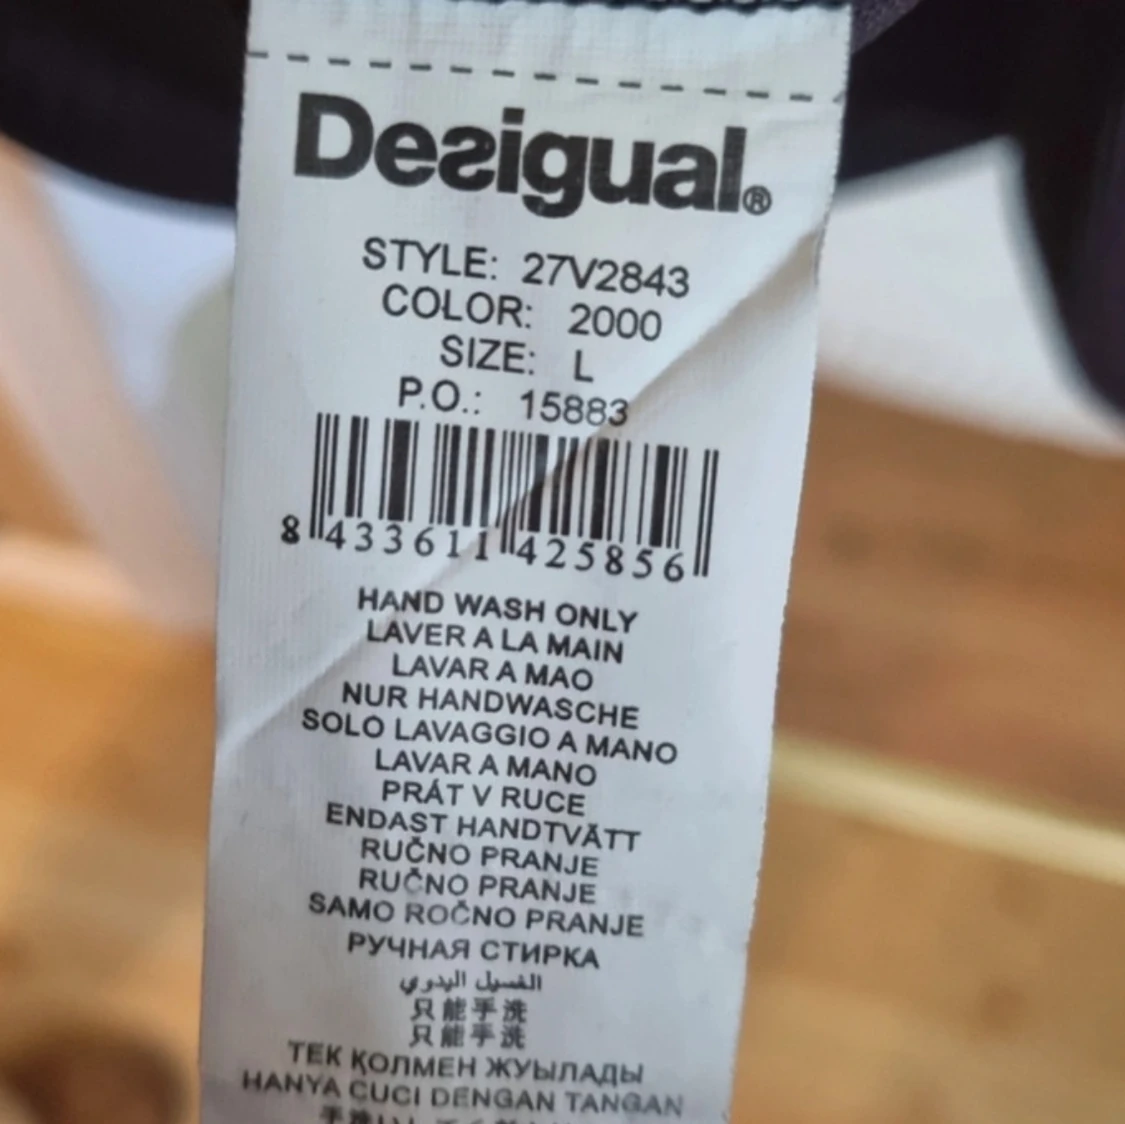 Desigual®
STYLE: 27V2843
COLOR: 2000
SIZE: L
P.O.: 15883
8 433611 425856
HAND WASH ONLY
LAVER A LA MAIN
LAVAR A MAO
NUR HANDWASCHE
SOLO LAVAGGIO A MANO
LAVAR A MANO
PRÁT V RUCE
ENDAST HANDTVÄTT
RUČNO PRANJE
RUČNO PRANJE
SAMO ROČNO PRANJE
РУЧНАЯ СТИРКА
الغسيل اليدوي
只能手洗
只能手洗
ТЕК ҚОЛМЕН ЖУЫЛАДЫ
HANYA CUCI DENGAN TANGAN